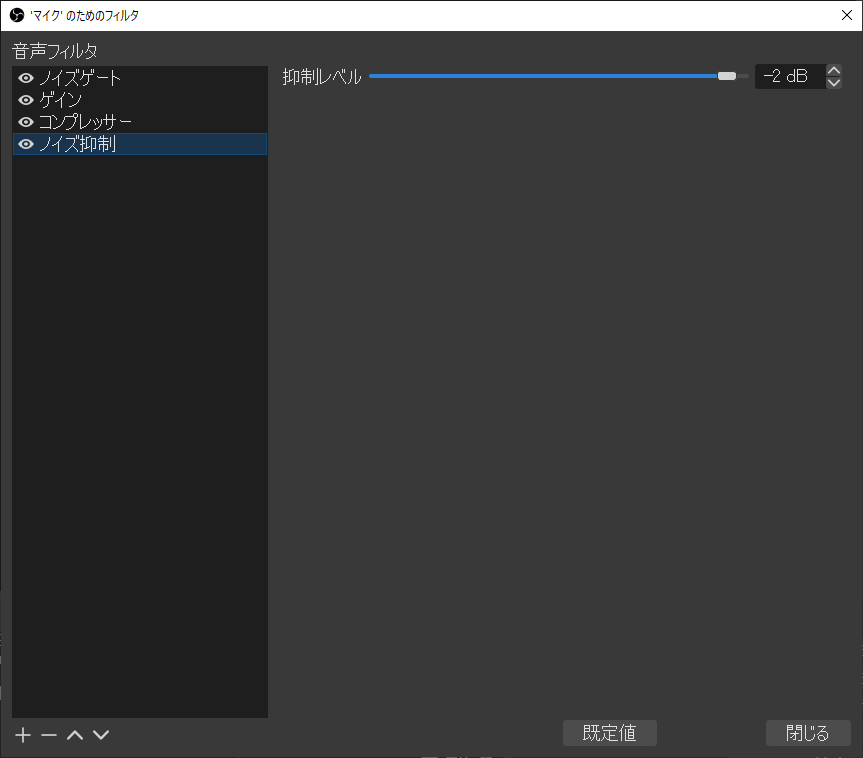 'マイク' のためのフィルタ
音声フィルタ
ノイズゲート
ゲイン
コンプレッサー
ノイズ抑制
抑制レベル
-2 dB
既定値
閉じる